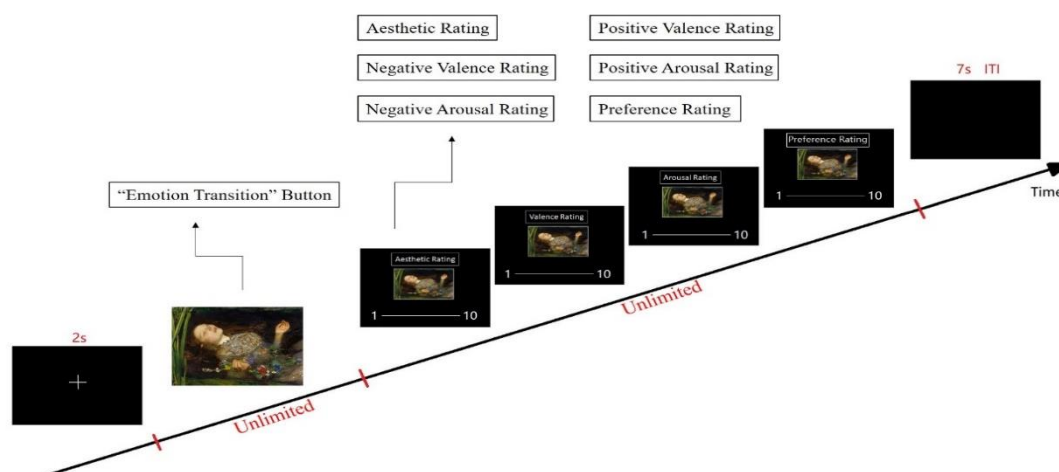 Aesthetic Rating
Positive Valence Rating
Negative Valence Rating
Positive Arousal Rating
Negative Arousal Rating
Preference Rating
7s ITI
“Emotion Transition” Button
Preference Rating
1 10
Arousal Rating
1 10
Valence Rating
1 10
Aesthetic Rating
1 10
2s
Time
Unlimited
Unlimited